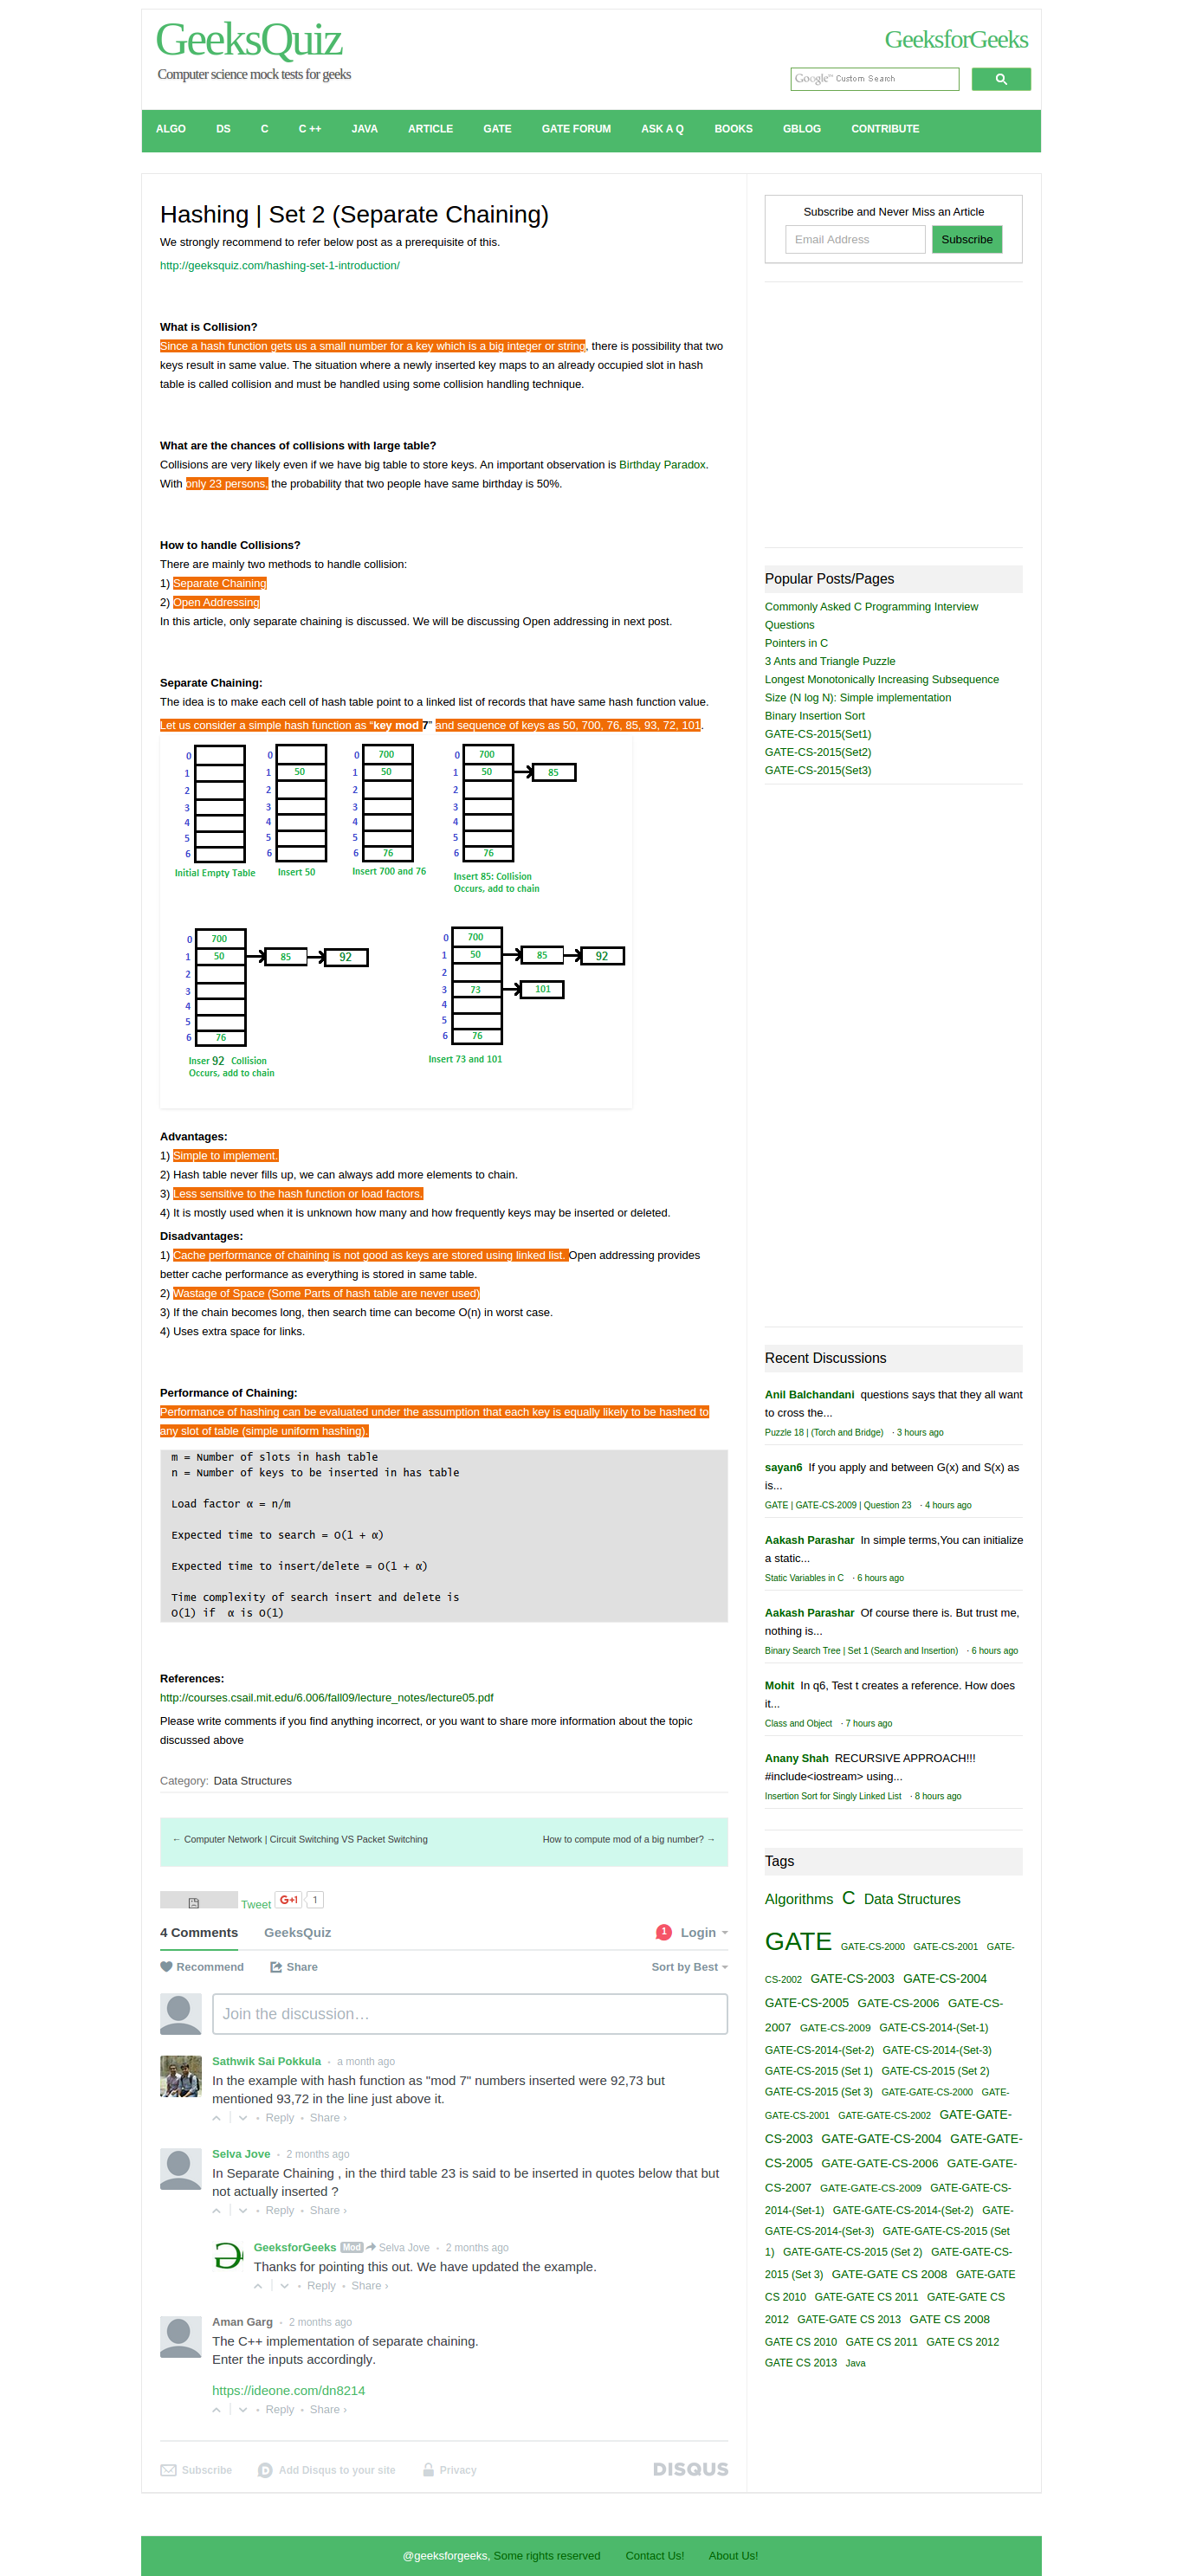 GeeksQuiz
Computer science mock tests for geeks
GeeksforGeeks
Google™ Custom Search
ALGO DS C C ++ JAVA ARTICLE GATE GATE FORUM ASK A Q BOOKS GBLOG CONTRIBUTE
Hashing | Set 2 (Separate Chaining)
We strongly recommend to refer below post as a prerequisite of this.
http://geeksquiz.com/hashing-set-1-introduction/
What is Collision?
Since a hash function gets us a small number for a key which is a big integer or string, there is possibility that two
keys result in same value. The situation where a newly inserted key maps to an already occupied slot in hash
table is called collision and must be handled using some collision handling technique.
What are the chances of collisions with large table?
Collisions are very likely even if we have big table to store keys. An important observation is Birthday Paradox.
With only 23 persons, the probability that two people have same birthday is 50%.
How to handle Collisions?
There are mainly two methods to handle collision:
1) Separate Chaining
2) Open Addressing
In this article, only separate chaining is discussed. We will be discussing Open addressing in next post.
Separate Chaining:
The idea is to make each cell of hash table point to a linked list of records that have same hash function value.
Let us consider a simple hash function as “key mod 7” and sequence of keys as 50, 700, 76, 85, 93, 72, 101.
0
1
2
3
4
5
6
Initial Empty Table
0
1 50
2
3
4
5
6
Insert 50
0 700
1 50
2
3
4
5
6 76
Insert 700 and 76
0 700
1 50 85
2
3
4
5
6 76
Insert 85: Collision
Occurs, add to chain
0 700
1 50 85 92
2
3
4
5
6 76
Inser 92 Collision
Occurs, add to chain
0 700
1 50 85 92
2
3 73 101
4
5
6 76
Insert 73 and 101
Advantages:
1) Simple to implement.
2) Hash table never fills up, we can always add more elements to chain.
3) Less sensitive to the hash function or load factors.
4) It is mostly used when it is unknown how many and how frequently keys may be inserted or deleted.
Disadvantages:
1) Cache performance of chaining is not good as keys are stored using linked list. Open addressing provides
better cache performance as everything is stored in same table.
2) Wastage of Space (Some Parts of hash table are never used)
3) If the chain becomes long, then search time can become O(n) in worst case.
4) Uses extra space for links.
Performance of Chaining:
Performance of hashing can be evaluated under the assumption that each key is equally likely to be hashed to
any slot of table (simple uniform hashing).
m = Number of slots in hash table
n = Number of keys to be inserted in has table
Load factor α = n/m
Expected time to search = O(1 + α)
Expected time to insert/delete = O(1 + α)
Time complexity of search insert and delete is
O(1) if α is O(1)
References:
http://courses.csail.mit.edu/6.006/fall09/lecture_notes/lecture05.pdf
Please write comments if you find anything incorrect, or you want to share more information about the topic
discussed above
Category: Data Structures
← Computer Network | Circuit Switching VS Packet Switching
How to compute mod of a big number? →
Tweet G+1 1
4 Comments GeeksQuiz 1 Login
Recommend Share Sort by Best
Join the discussion…
Sathwik Sai Pokkula • a month ago
In the example with hash function as "mod 7" numbers inserted were 92,73 but
mentioned 93,72 in the line just above it.
• Reply • Share ›
Selva Jove • 2 months ago
In Separate Chaining , in the third table 23 is said to be inserted in quotes below that but
not actually inserted ?
• Reply • Share ›
GeeksforGeeks Mod Selva Jove • 2 months ago
Thanks for pointing this out. We have updated the example.
• Reply • Share ›
Aman Garg • 2 months ago
The C++ implementation of separate chaining.
Enter the inputs accordingly.
https://ideone.com/dn8214
• Reply • Share ›
Subscribe Add Disqus to your site Privacy DISQUS
Subscribe and Never Miss an Article
Email Address Subscribe
Popular Posts/Pages
Commonly Asked C Programming Interview
Questions
Pointers in C
3 Ants and Triangle Puzzle
Longest Monotonically Increasing Subsequence
Size (N log N): Simple implementation
Binary Insertion Sort
GATE-CS-2015(Set1)
GATE-CS-2015(Set2)
GATE-CS-2015(Set3)
Recent Discussions
Anil Balchandani questions says that they all want
to cross the...
Puzzle 18 | (Torch and Bridge) · 3 hours ago
sayan6 If you apply and between G(x) and S(x) as
is...
GATE | GATE-CS-2009 | Question 23 · 4 hours ago
Aakash Parashar In simple terms,You can initialize
a static...
Static Variables in C · 6 hours ago
Aakash Parashar Of course there is. But trust me,
nothing is...
Binary Search Tree | Set 1 (Search and Insertion) · 6 hours ago
Mohit In q6, Test t creates a reference. How does
it...
Class and Object · 7 hours ago
Anany Shah RECURSIVE APPROACH!!!
#include<iostream> using...
Insertion Sort for Singly Linked List · 8 hours ago
Tags
Algorithms C Data Structures
GATE GATE-CS-2000 GATE-CS-2001 GATE-
CS-2002 GATE-CS-2003 GATE-CS-2004
GATE-CS-2005 GATE-CS-2006 GATE-CS-
2007 GATE-CS-2009 GATE-CS-2014-(Set-1)
GATE-CS-2014-(Set-2) GATE-CS-2014-(Set-3)
GATE-CS-2015 (Set 1) GATE-CS-2015 (Set 2)
GATE-CS-2015 (Set 3) GATE-GATE-CS-2000 GATE-
GATE-CS-2001 GATE-GATE-CS-2002 GATE-GATE-
CS-2003 GATE-GATE-CS-2004 GATE-GATE-
CS-2005 GATE-GATE-CS-2006 GATE-GATE-
CS-2007 GATE-GATE-CS-2009 GATE-GATE-CS-
2014-(Set-1) GATE-GATE-CS-2014-(Set-2) GATE-
GATE-CS-2014-(Set-3) GATE-GATE-CS-2015 (Set
1) GATE-GATE-CS-2015 (Set 2) GATE-GATE-CS-
2015 (Set 3) GATE-GATE CS 2008 GATE-GATE
CS 2010 GATE-GATE CS 2011 GATE-GATE CS
2012 GATE-GATE CS 2013 GATE CS 2008
GATE CS 2010 GATE CS 2011 GATE CS 2012
GATE CS 2013 Java
@geeksforgeeks, Some rights reserved Contact Us! About Us!